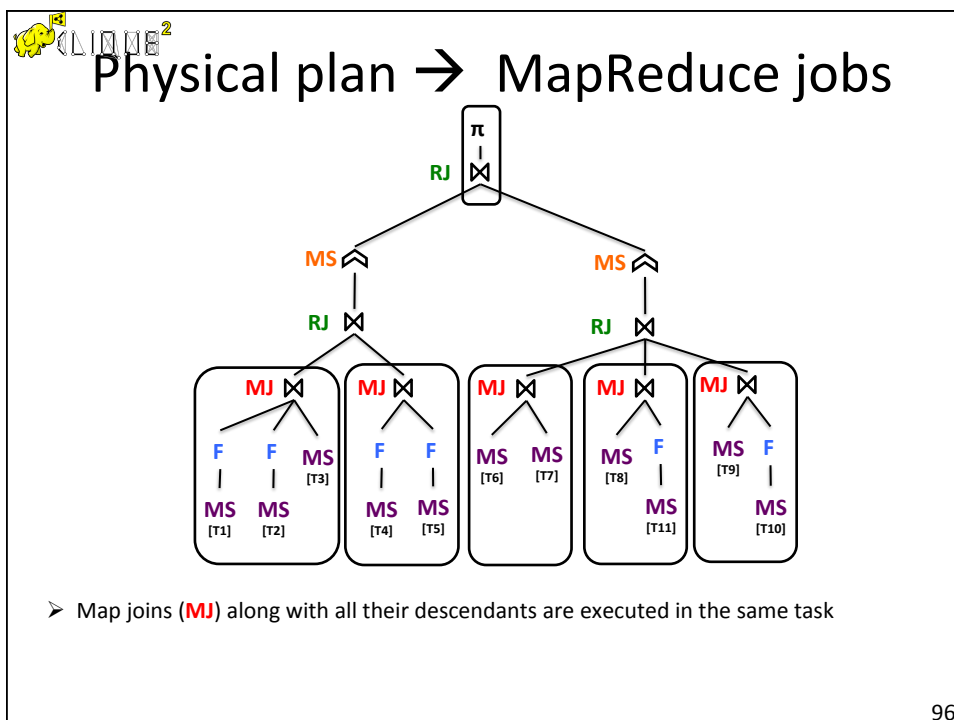 CLIQUE²
Physical plan → MapReduce jobs
π
RJ ⋈
MS MS
RJ ⋈ RJ ⋈
MJ ⋈ MJ ⋈ MJ ⋈ MJ ⋈ MJ ⋈
F F MS F F MS MS MS F MS F
[T3] [T6] [T7] [T8] [T9]
MS MS MS MS MS MS
[T1] [T2] [T4] [T5] [T11] [T10]
➢ Map joins (MJ) along with all their descendants are executed in the same task
96